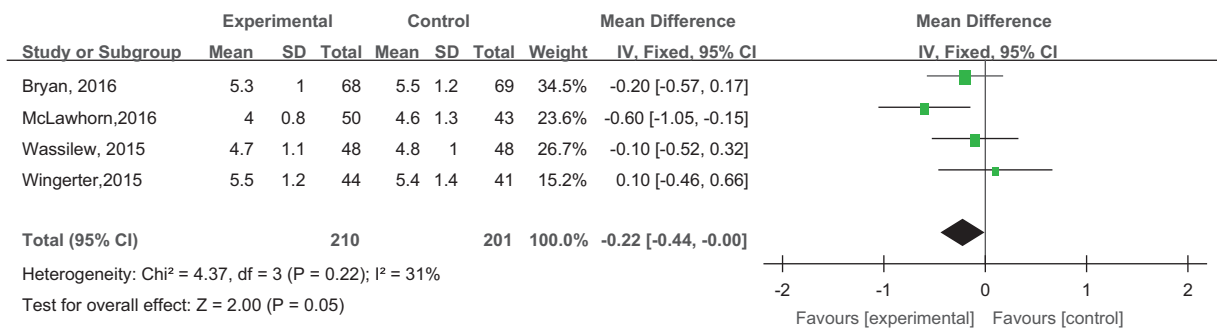 Experimental Control Mean Difference Mean Difference
Study or Subgroup Mean SD Total Mean SD Total Weight IV, Fixed, 95% CI IV, Fixed, 95% CI
Bryan, 2016 5.3 1 68 5.5 1.2 69 34.5% -0.20 [-0.57, 0.17]
McLawhorn,2016 4 0.8 50 4.6 1.3 43 23.6% -0.60 [-1.05, -0.15]
Wassilew, 2015 4.7 1.1 48 4.8 1 48 26.7% -0.10 [-0.52, 0.32]
Wingerter,2015 5.5 1.2 44 5.4 1.4 41 15.2% 0.10 [-0.46, 0.66]
Total (95% CI) 210 201 100.0% -0.22 [-0.44, -0.00]
Heterogeneity: Chi² = 4.37, df = 3 (P = 0.22); I² = 31%
Test for overall effect: Z = 2.00 (P = 0.05)
-2 -1 0 1 2
Favours [experimental] Favours [control]